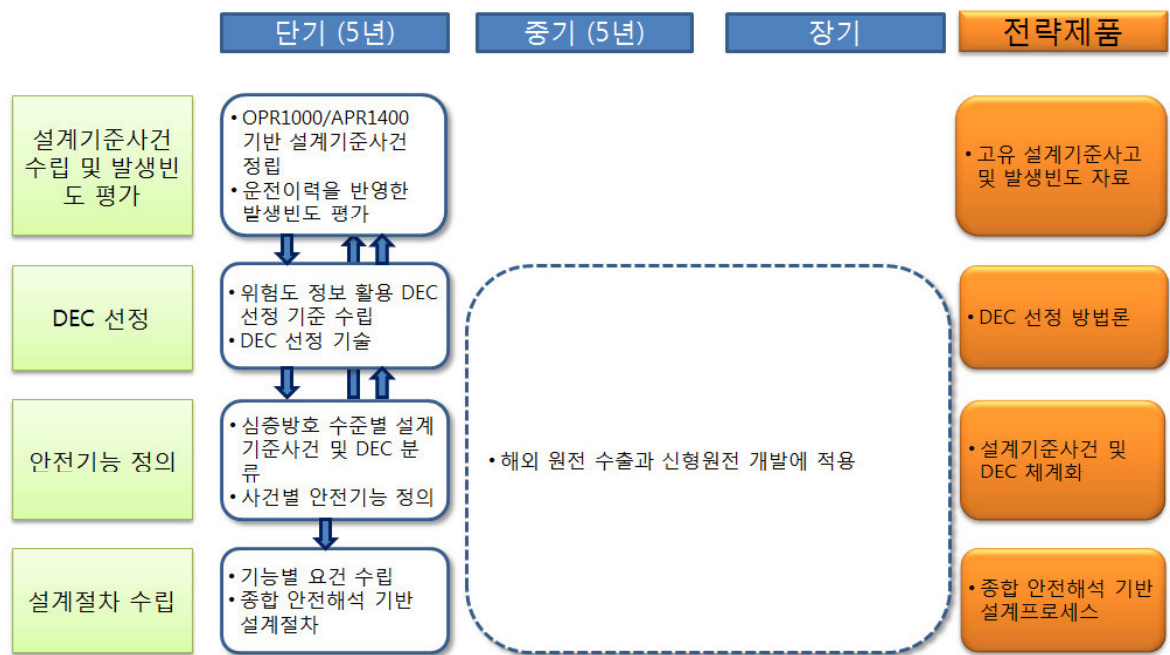 단기 (5년)
중기 (5년)
장기
전략제품
설계기준사건
수립 및 발생빈
도 평가
• OPR1000/APR1400
기반 설계기준사건
정립
• 운전이력을 반영한
발생빈도 평가
• 고유 설계기준사고
및 발생빈도 자료
DEC 선정
• 위험도 정보 활용 DEC
선정 기준 수립
• DEC 선정 기술
• DEC 선정 방법론
안전기능 정의
• 심층방호 수준별 설계
기준사건 및 DEC 분
류
• 사건별 안전기능 정의
• 해외 원전 수출과 신형원전 개발에 적용
• 설계기준사건 및
DEC 체계회
설계절차 수립
• 기능별 요건 수립
• 종합 안전해석 기반
설계절차
• 종합 안전해석 기반
설계프로세스